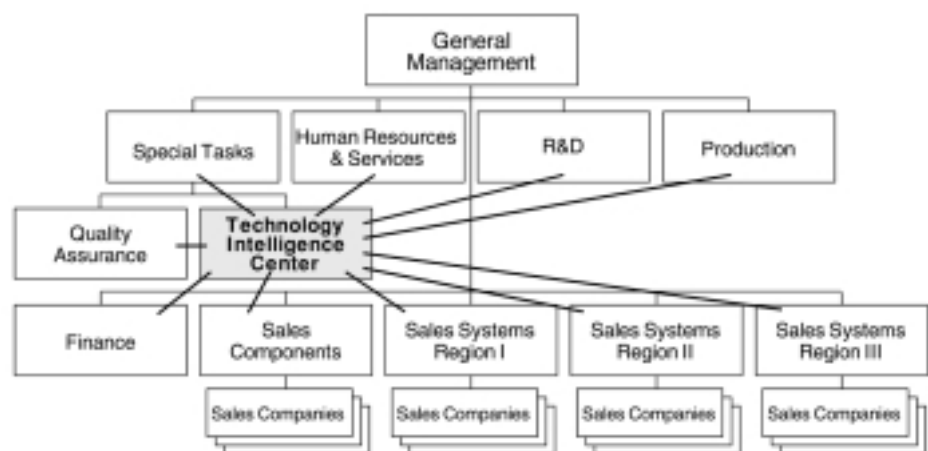 General
Management
Special Tasks
Human Resources
& Services
R&D
Production
Quality
Assurance
Technology
Intelligence
Center
Finance
Sales
Components
Sales Systems
Region I
Sales Systems
Region II
Sales Systems
Region III
Sales Companies
Sales Companies
Sales Companies
Sales Companies